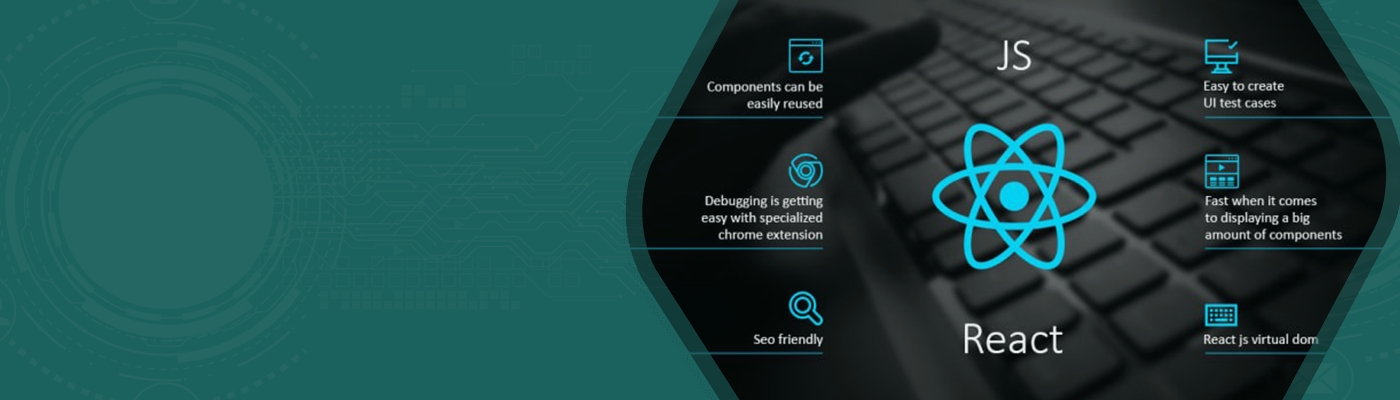 JS
Components can be
easily reused
Debugging is getting
easy with specialized
chrome extension
Seo friendly
Easy to create
UI test cases
Fast when it comes
to displaying a big
amount of components
React js virtual dom
React